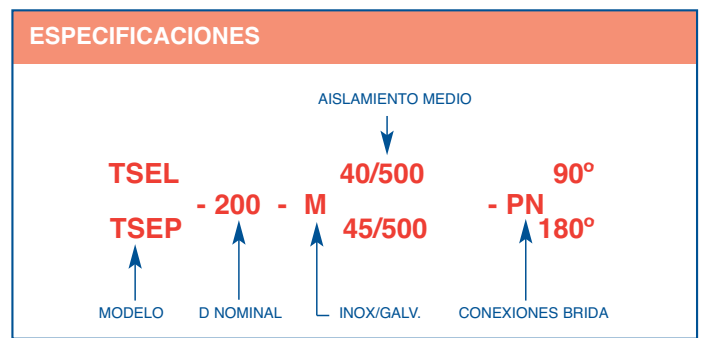 ESPECIFICACIONES
AISLAMIENTO MEDIO
TSEL 40/500 90º
- 200 - M - PN
TSEP 45/500 180º
MODELO D NOMINAL INOX/GALV. CONEXIONES BRIDA